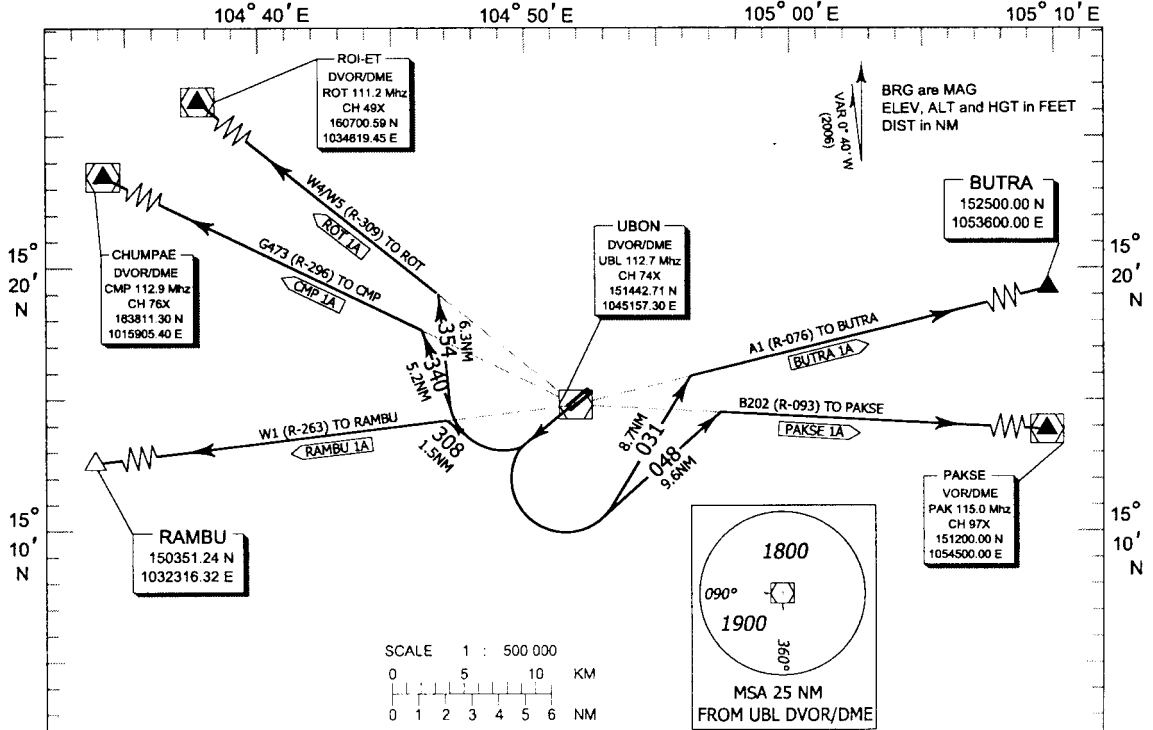 104° 40' E
104° 50' E
105° 00' E
105° 10' E
ROI-ET
DVOR/DME
ROT 111.2 Mhz
CH 49X
160700.59 N
1034619.45 E
VAR 0° 40' W
(2006)
BRG are MAG
ELEV, ALT and HGT in FEET
DIST in NM
BUTRA
152500.00 N
1053600.00 E
W4/W5 (R-309) TO ROT
ROT 1A
UBON
DVOR/DME
UBL 112.7 Mhz
CH 74X
151442.71 N
1045157.30 E
15°
20'
N
CHUMPAE
DVOR/DME
CMP 112.9 Mhz
CH 76X
163811.30 N
1015905.40 E
G473 (R-296) TO CMP
CMP 1A
15°
20'
N
354
6.3NM
340
5.2NM
A1 (R-076) TO BUTRA
BUTRA 1A
W1 (R-263) TO RAMBU
RAMBU 1A
308
1.5NM
8.7NM
031
048
9.6NM
B202 (R-093) TO PAKSE
PAKSE 1A
15°
10'
N
RAMBU
150351.24 N
1032316.32 E
PAKSE
VOR/DME
PAK 115.0 Mhz
CH 97X
151200.00 N
1054500.00 E
15°
10'
N
1800
090°
1900
360°
MSA 25 NM
FROM UBL DVOR/DME
SCALE 1 : 500 000
0 5 10 KM
0 1 2 3 4 5 6 NM